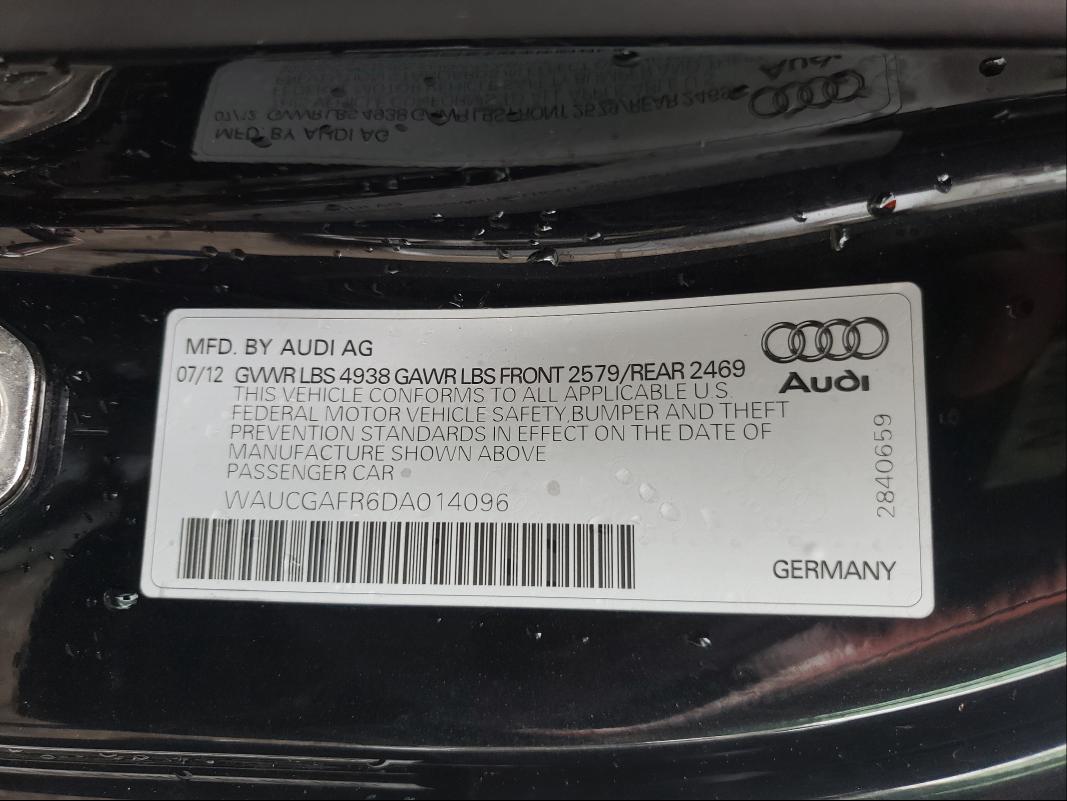 MFD. BY AUDI AG
07/12 GVWR LBS 4938 GAWR LBS FRONT 2579/REAR 2469
THIS VEHICLE CONFORMS TO ALL APPLICABLE U.S.
FEDERAL MOTOR VEHICLE SAFETY BUMPER AND THEFT
PREVENTION STANDARDS IN EFFECT ON THE DATE OF
MANUFACTURE SHOWN ABOVE
PASSENGER CAR
WAUCGAFR6DA014096
Audi
2840659
GERMANY